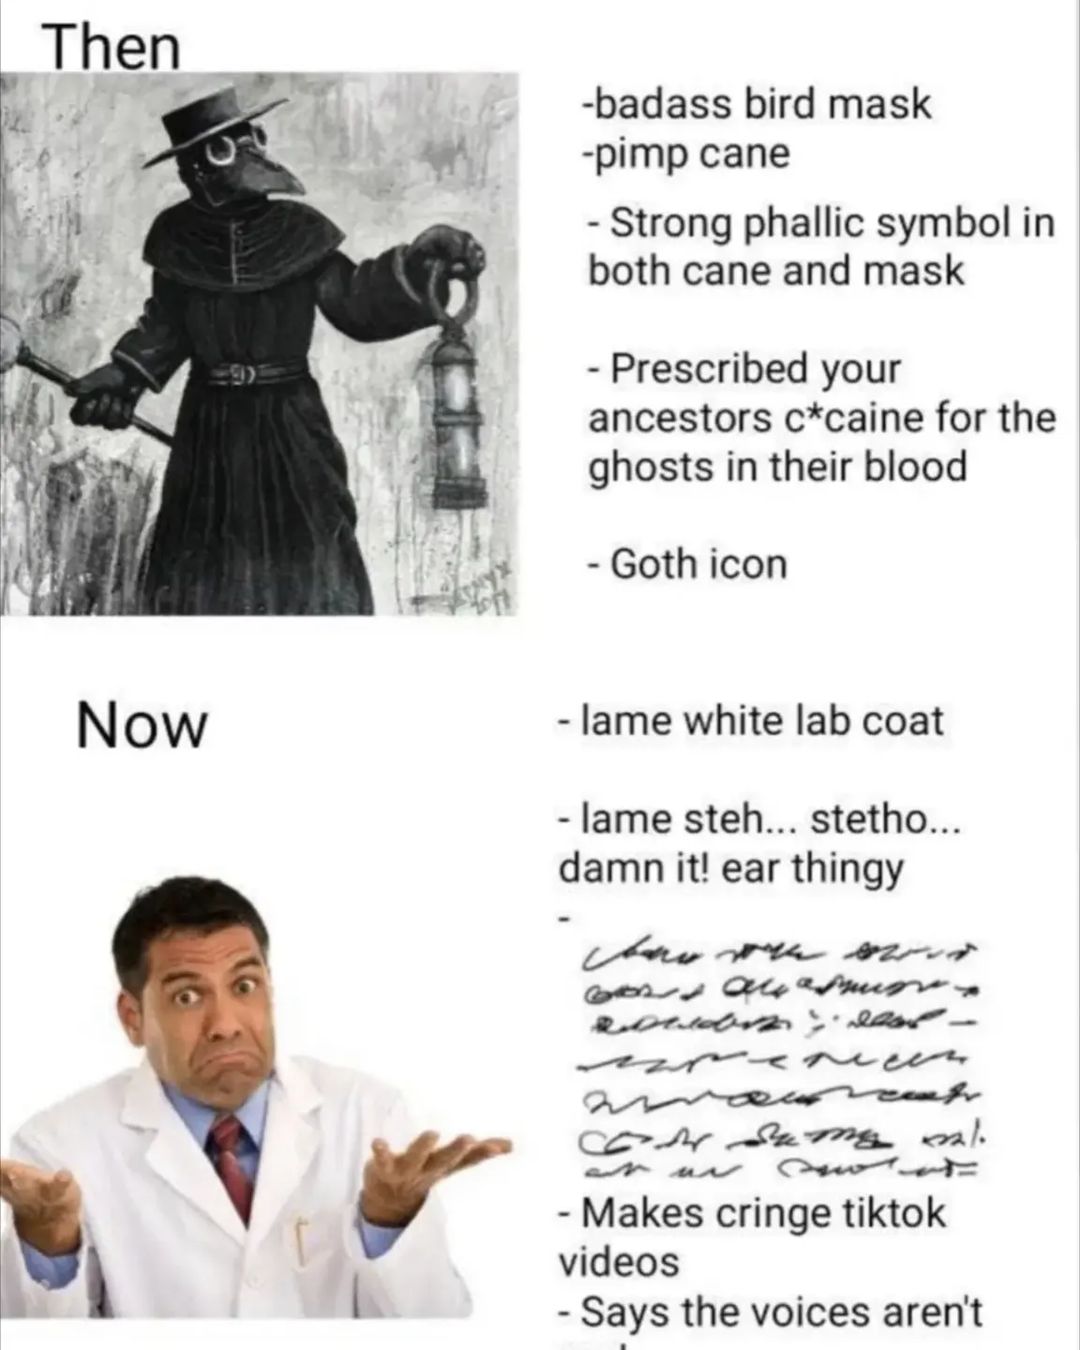 Then
-badass bird mask
-pimp cane
- Strong phallic symbol in
both cane and mask
- Prescribed your
ancestors c*caine for the
ghosts in their blood
- Goth icon
Now
- lame white lab coat
- lame steh... stetho...
damn it! ear thingy
-
- Makes cringe tiktok
videos
- Says the voices aren't